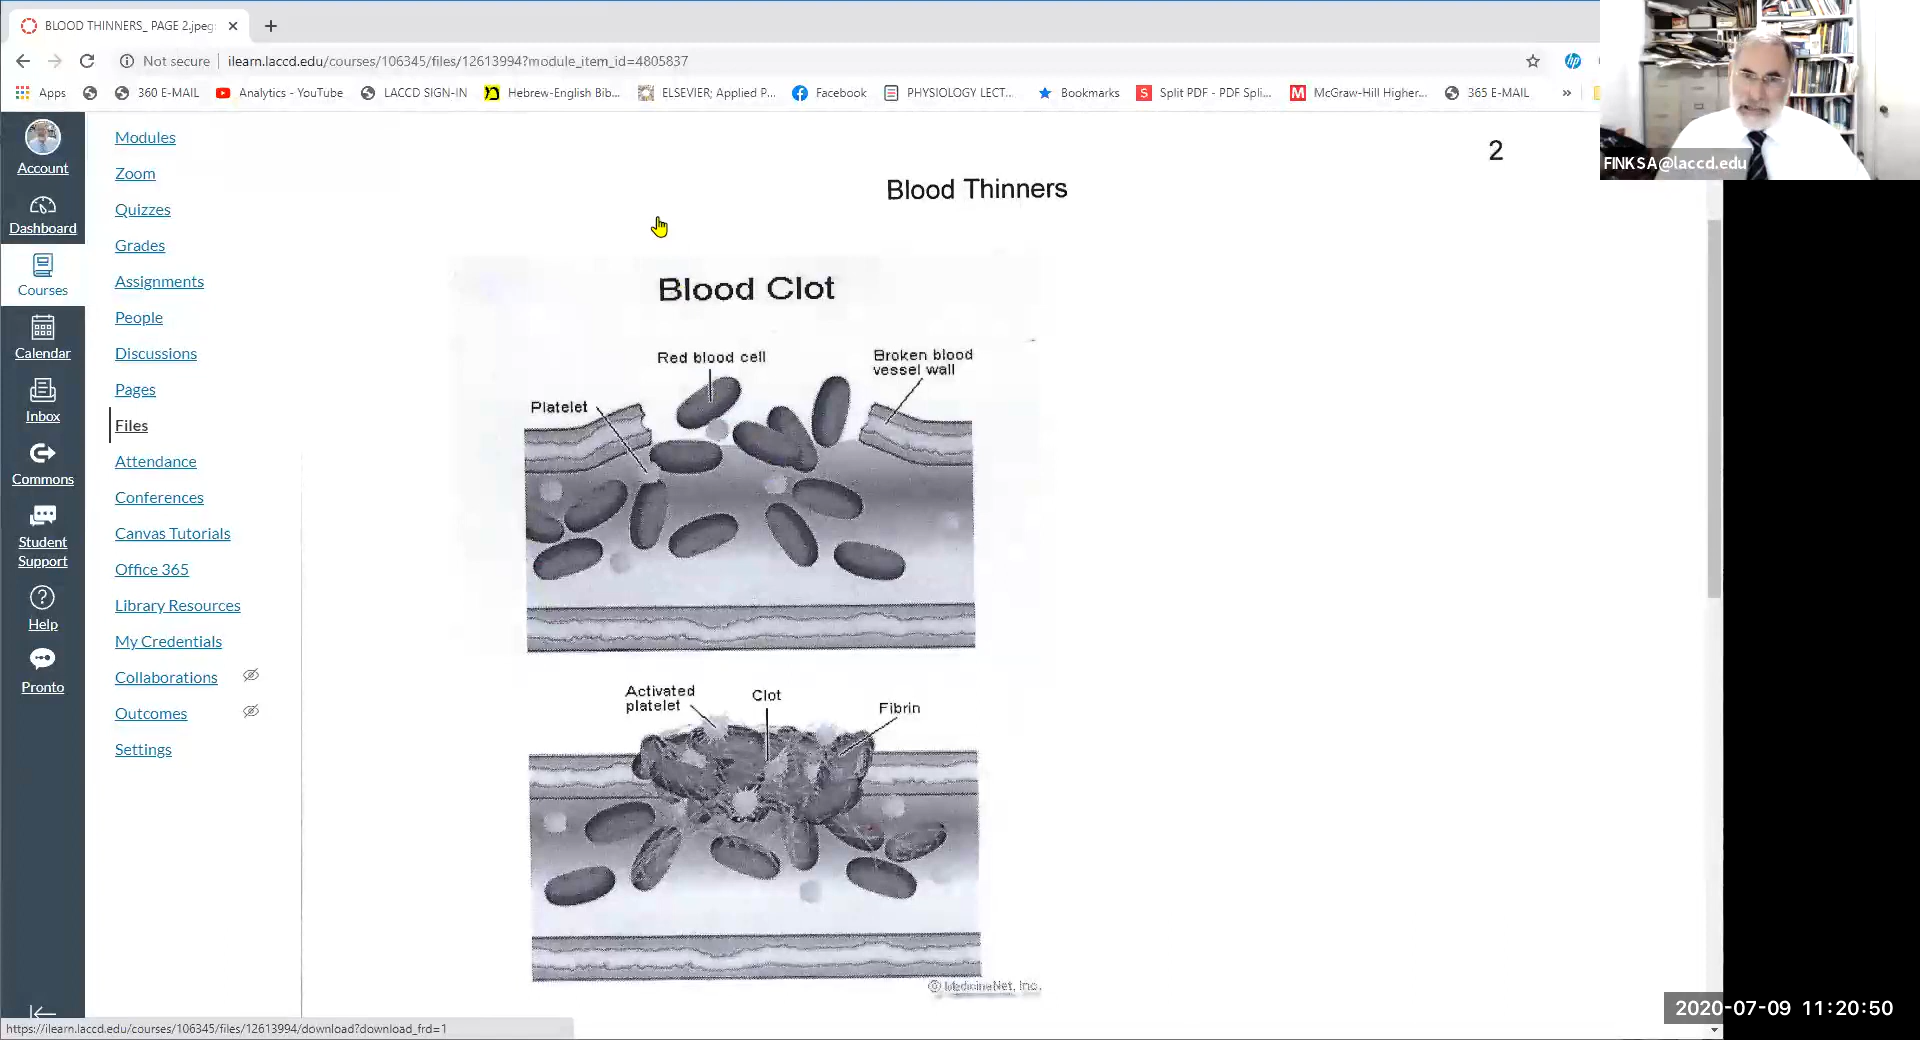 BLOOD THINNERS_ PAGE 2.jpeg:
Not secure
ilearn.laccd.edu/courses/106345/files/12613994?module_item_id=4805837
Apps
360 E-MAIL
Analytics - YouTube
LACCD SIGN-IN
Hebrew-English Bib...
ELSEVIER; Applied P...
Facebook
PHYSIOLOGY LECT...
Bookmarks
Split PDF - PDF Spli...
McGraw-Hill Higher...
365 E-MAIL
»
FINKSA@laccd.edu
Account
Dashboard
Courses
Calendar
Inbox
Commons
Student
Support
Help
Pronto
Modules
Zoom
Quizzes
Grades
Assignments
People
Discussions
Pages
Files
Attendance
Conferences
Canvas Tutorials
Office 365
Library Resources
My Credentials
Collaborations
Outcomes
Settings
2
Blood Thinners
Blood Clot
Red blood cell
Broken blood
vessel wall
Platelet
Activated
platelet
Clot
Fibrin
© MedicineNet, Inc.
https://ilearn.laccd.edu/courses/106345/files/12613994/download?download_frd=1
2020-07-09 11:20:50